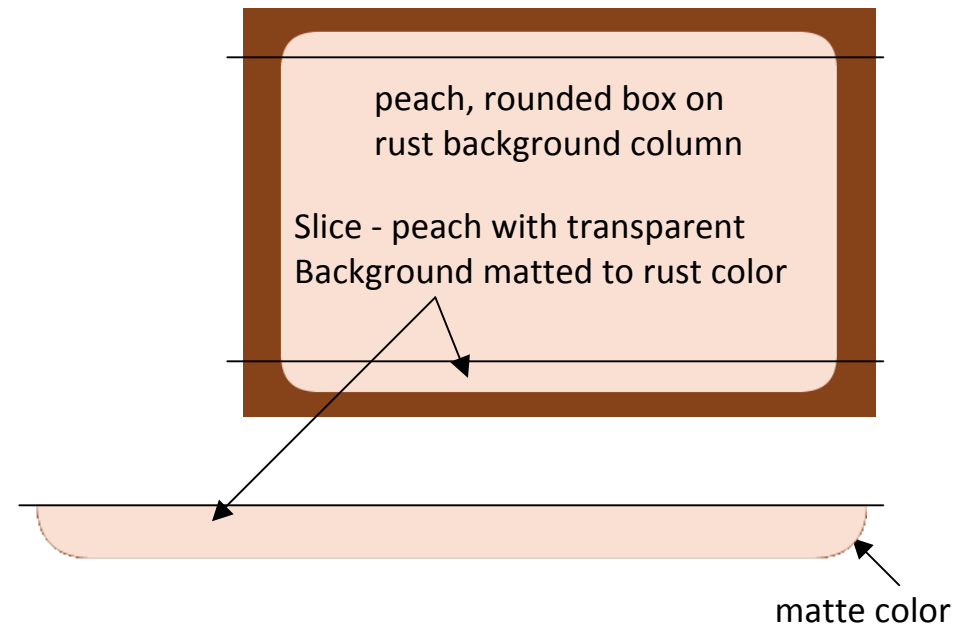 peach, rounded box on
rust background column
Slice - peach with transparent
Background matted to rust color
matte color